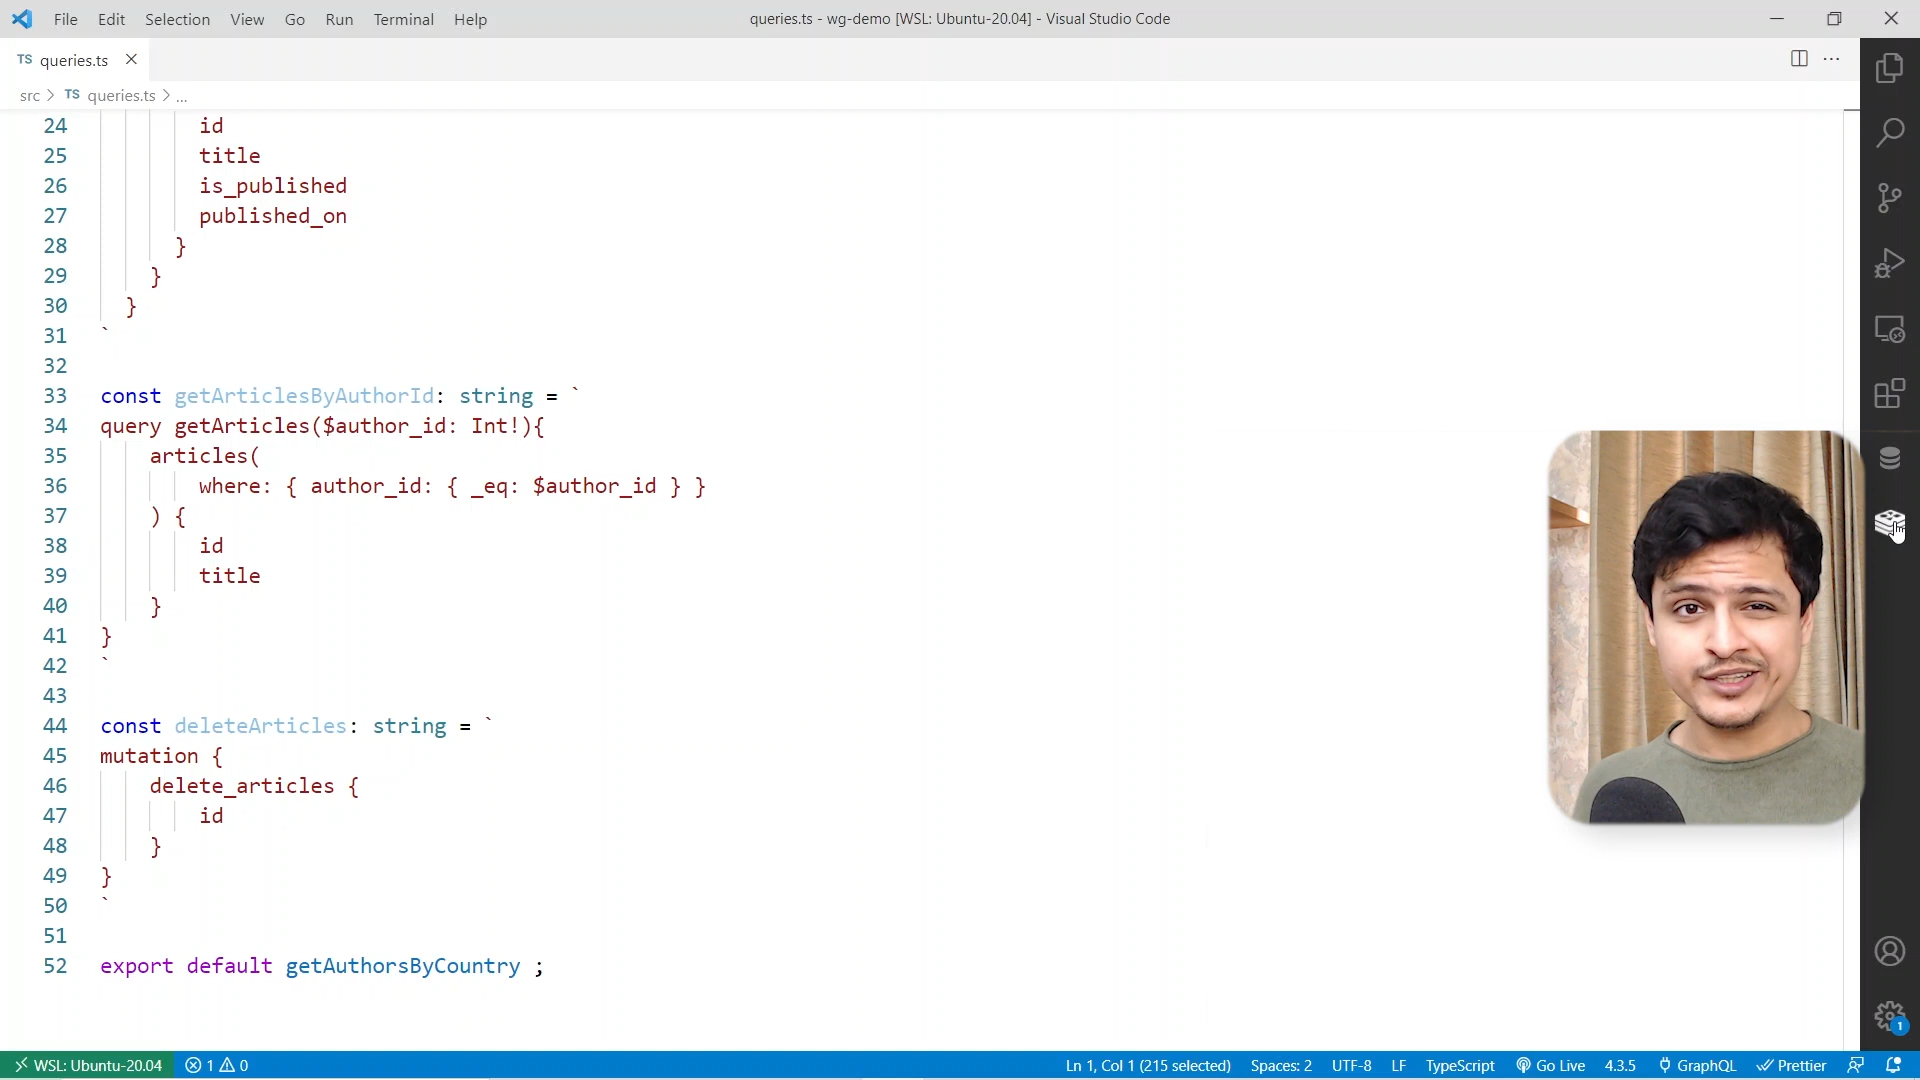 File Edit Selection View Go Run Terminal Help
queries.ts - wg-demo [WSL: Ubuntu-20.04] - Visual Studio Code
TS queries.ts
src > TS queries.ts > ...
24 id
25 title
26 is_published
27 published_on
28 }
29 }
30 }
31 `
32
33 const getArticlesByAuthorId: string = `
34 query getArticles($author_id: Int!){
35 articles(
36 where: { author_id: { _eq: $author_id } }
37 ) {
38 id
39 title
40 }
41 }
42 `
43
44 const deleteArticles: string = `
45 mutation {
46 delete_articles {
47 id
48 }
49 }
50 `
51
52 export default getAuthorsByCountry ;
1
WSL: Ubuntu-20.04 1 0 Ln 1, Col 1 (215 selected) Spaces: 2 UTF-8 LF TypeScript Go Live 4.3.5 GraphQL Prettier